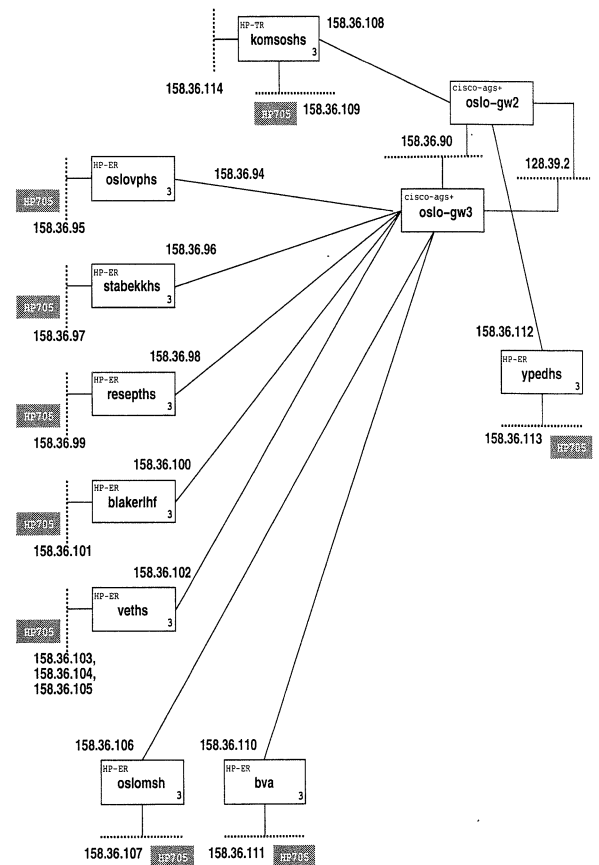 HP-TR
komsoshs
3
158.36.108
158.36.114
HP705
158.36.109
cisco-ags+
oslo-gw2
158.36.90
128.39.2
HP-ER
oslovphs
3
158.36.94
HP705
158.36.95
cisco-ags+
oslo-gw3
158.36.96
HP-ER
stabekkhs
3
HP705
158.36.97
158.36.112
HP-ER
ypedhs
3
158.36.98
HP-ER
resepths
3
HP705
158.36.99
158.36.113
HP705
158.36.100
HP-ER
blakerlhf
3
HP705
158.36.101
158.36.102
HP-ER
veths
3
HP705
158.36.103,
158.36.104,
158.36.105
158.36.106
HP-ER
oslomsh
3
158.36.110
HP-ER
bva
3
158.36.107
HP705
158.36.111
HP705